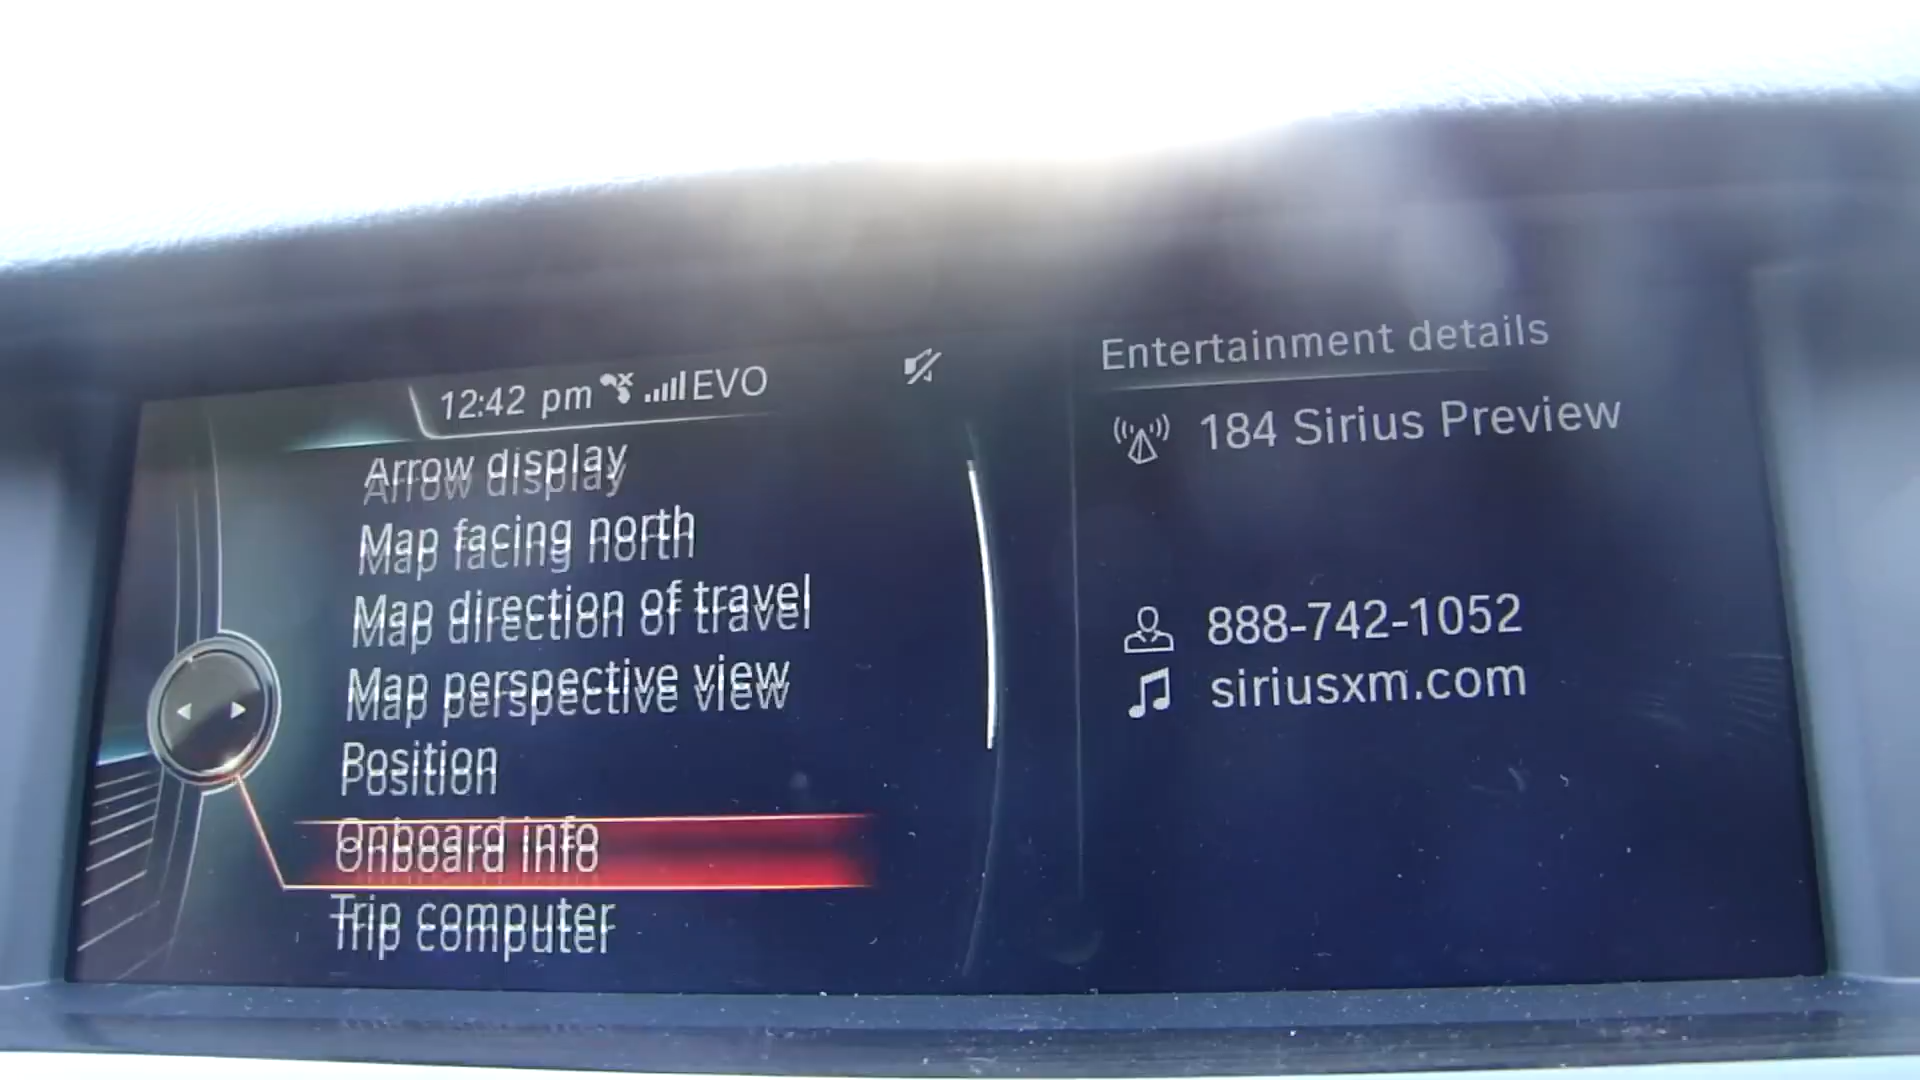 12:42 pm EVO
Arrow display
Map facing north
Map direction of travel
Map perspective view
Position
Onboard info
Trip computer
Entertainment details
184 Sirius Preview
888-742-1052
siriusxm.com